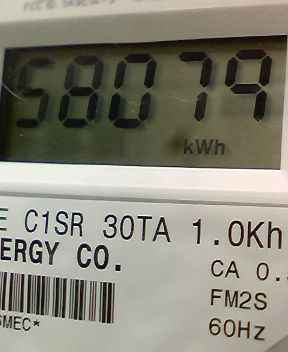 58079
kWh
E C1SR 30TA 1.0Kh
ERGY CO.
CA 0.
FM2S
SMEC*
60Hz